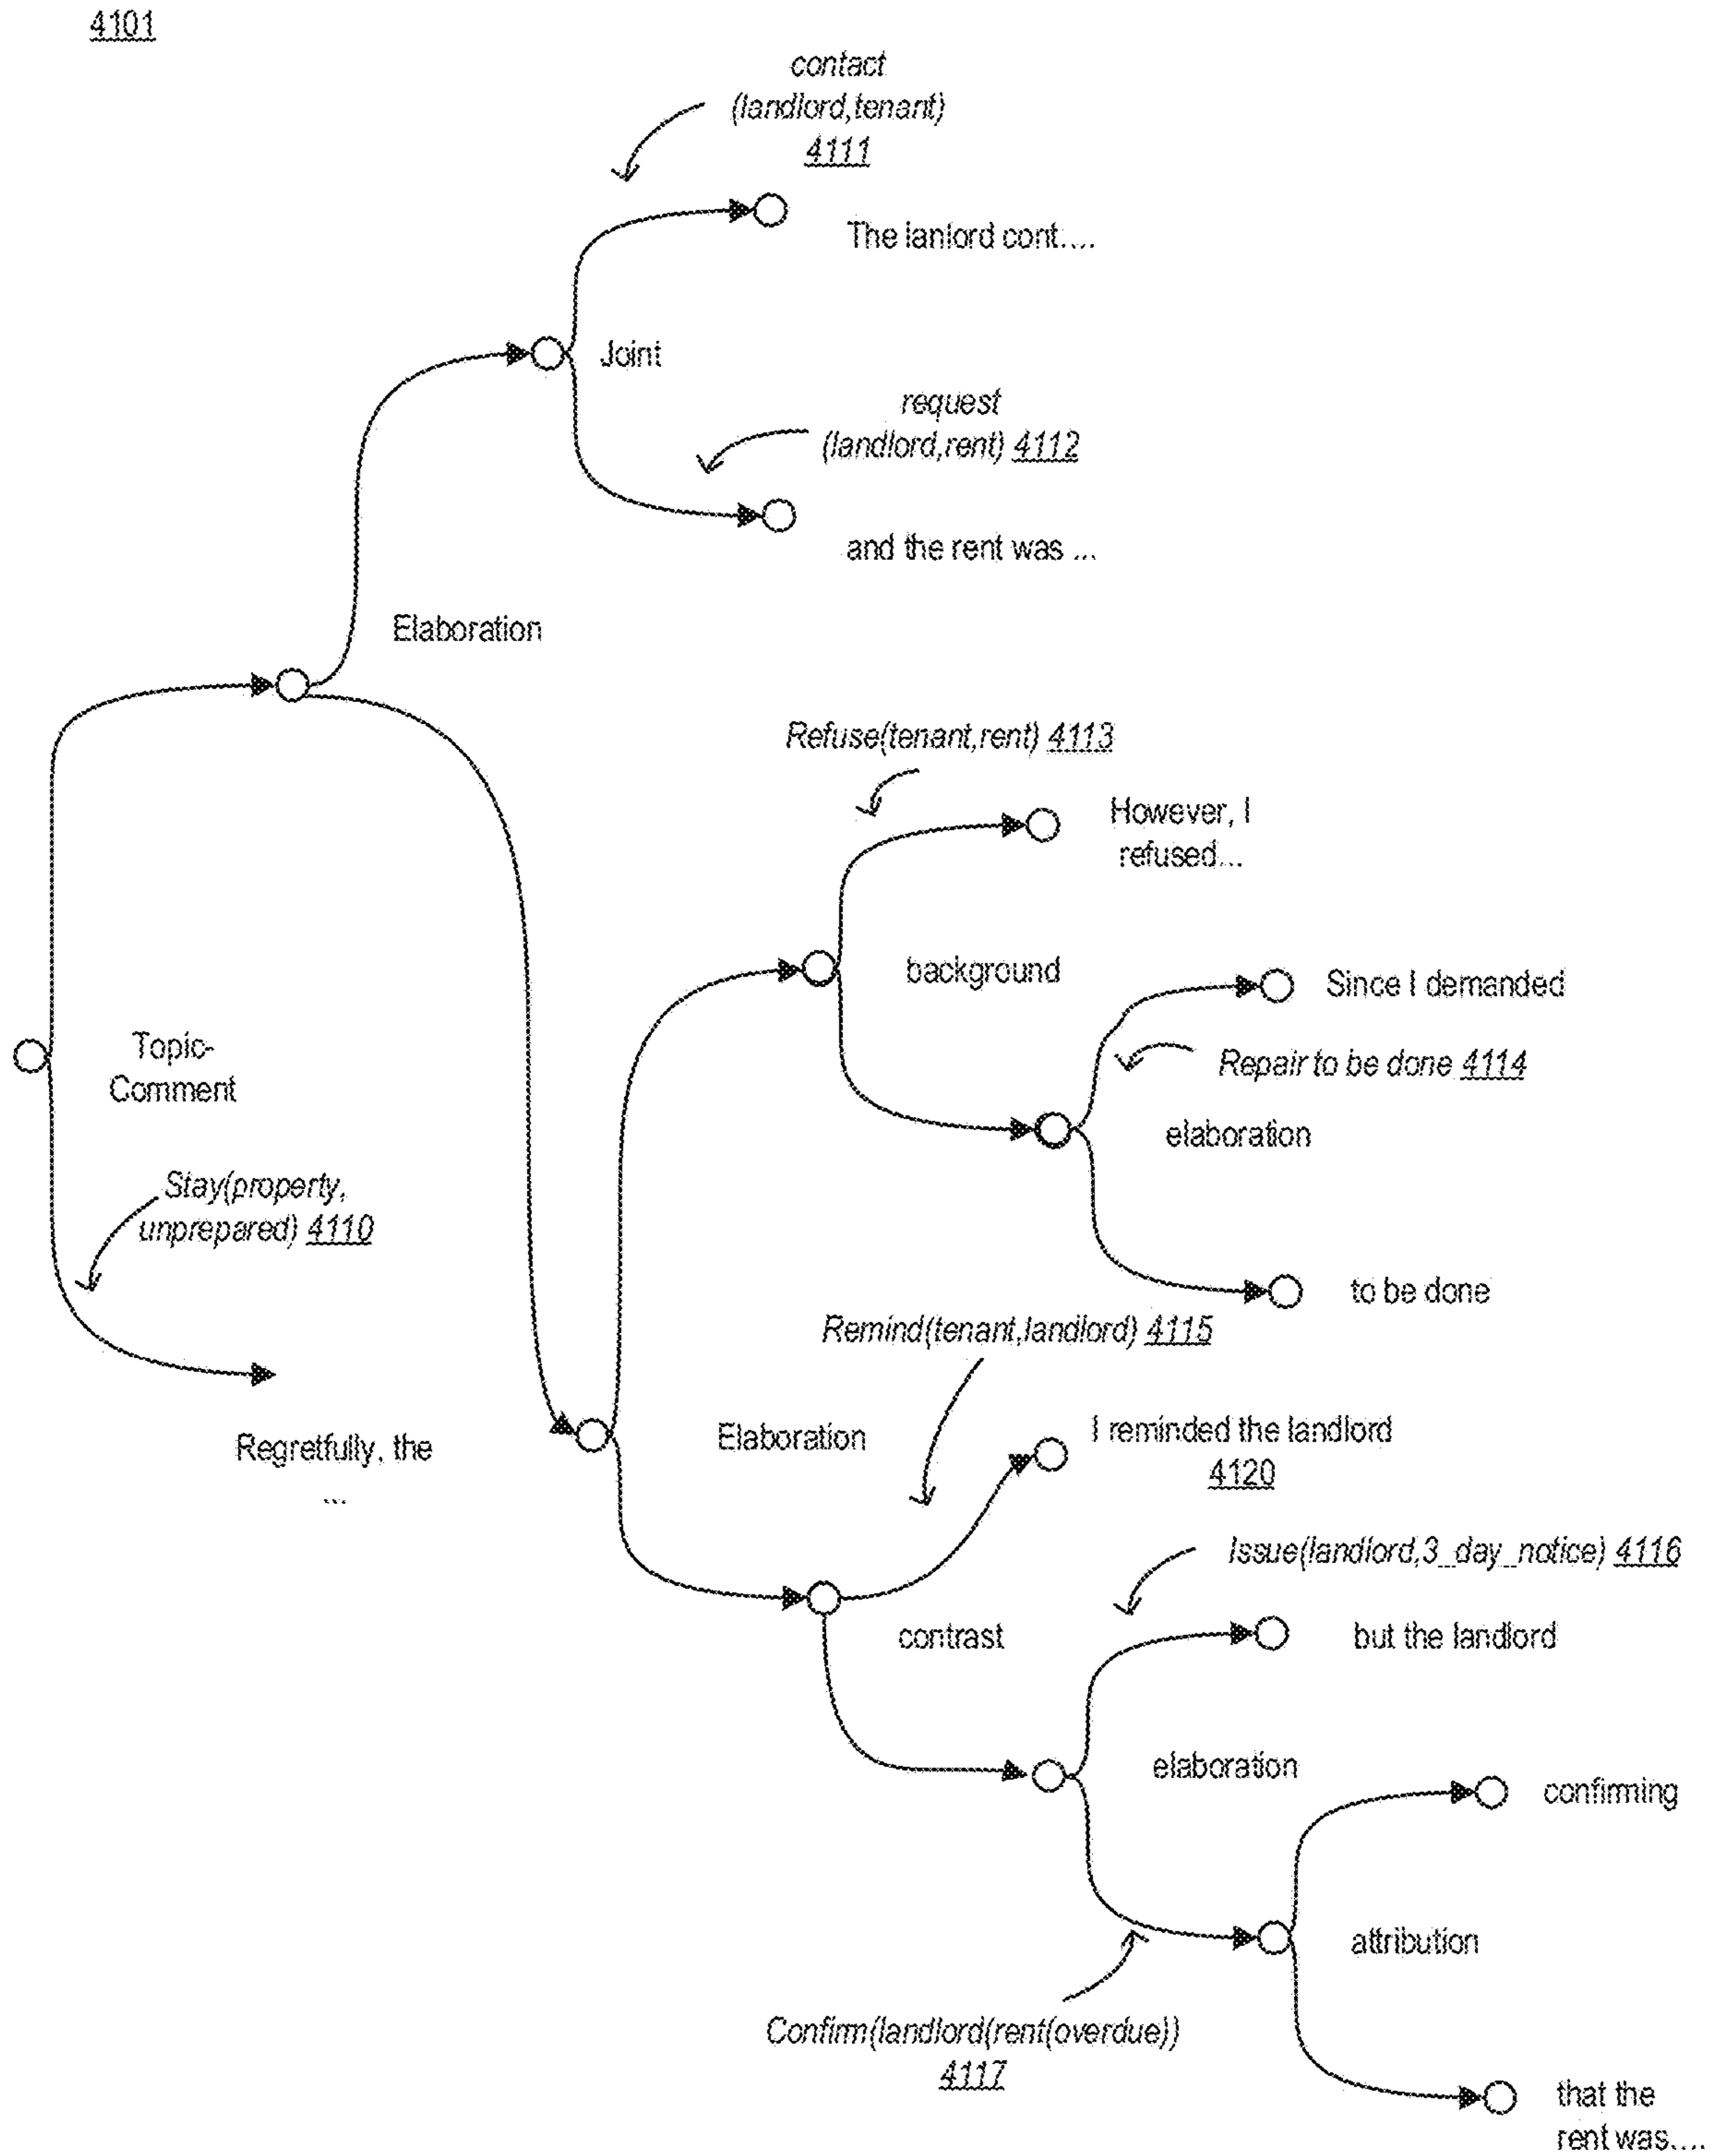 4101
contact
(landlord,tenant)
4111
The lanlord cont....
Joint
request
(landlord,rent) 4112
and the rent was ...
Elaboration
Refuse(tenant,rent) 4113
However, I
refused...
background
Since I demanded
Topic-
Comment
Repair to be done 4114
elaboration
Stay(property,
unprepared) 4110
to be done
Remind(tenant,landlord) 4115
Regretfully, the
...
Elaboration
I reminded the landlord
4120
Issue(landlord,3_day_notice) 4116
contrast
but the landlord
elaboration
confirming
attribution
Confirm(landlord(rent(overdue))
4117
that the
rent was....